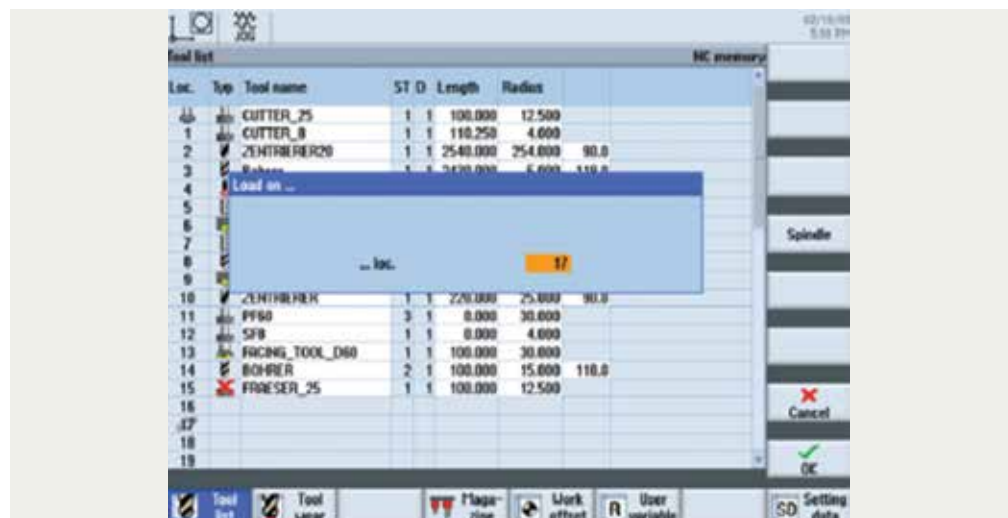 JOG
Tool list NC memory
Loc. Typ Tool name ST D Length Radius
CUTTER_25 1 1 100.000 12.500
1 CUTTER_8 1 1 110.250 4.000
2 ZENTRIERER20 1 1 2540.000 254.000 90.0
3
4 Load on ...
5
6
7 Spindle
8 ... loc. 17
9
10 ZENTRIERER 1 1 220.000 25.000 90.0
11 PF60 3 1 0.000 30.000
12 SF8 1 1 0.000 4.000
13 FACING_TOOL_D60 1 1 100.000 30.000
14 BOHRER 2 1 100.000 15.000 118.0
15 FRAESER_25 1 1 100.000 12.500
16 Cancel
17
18
19 OK
Tool list Tool wear Maga- zine Work offset R User variable SD Setting data